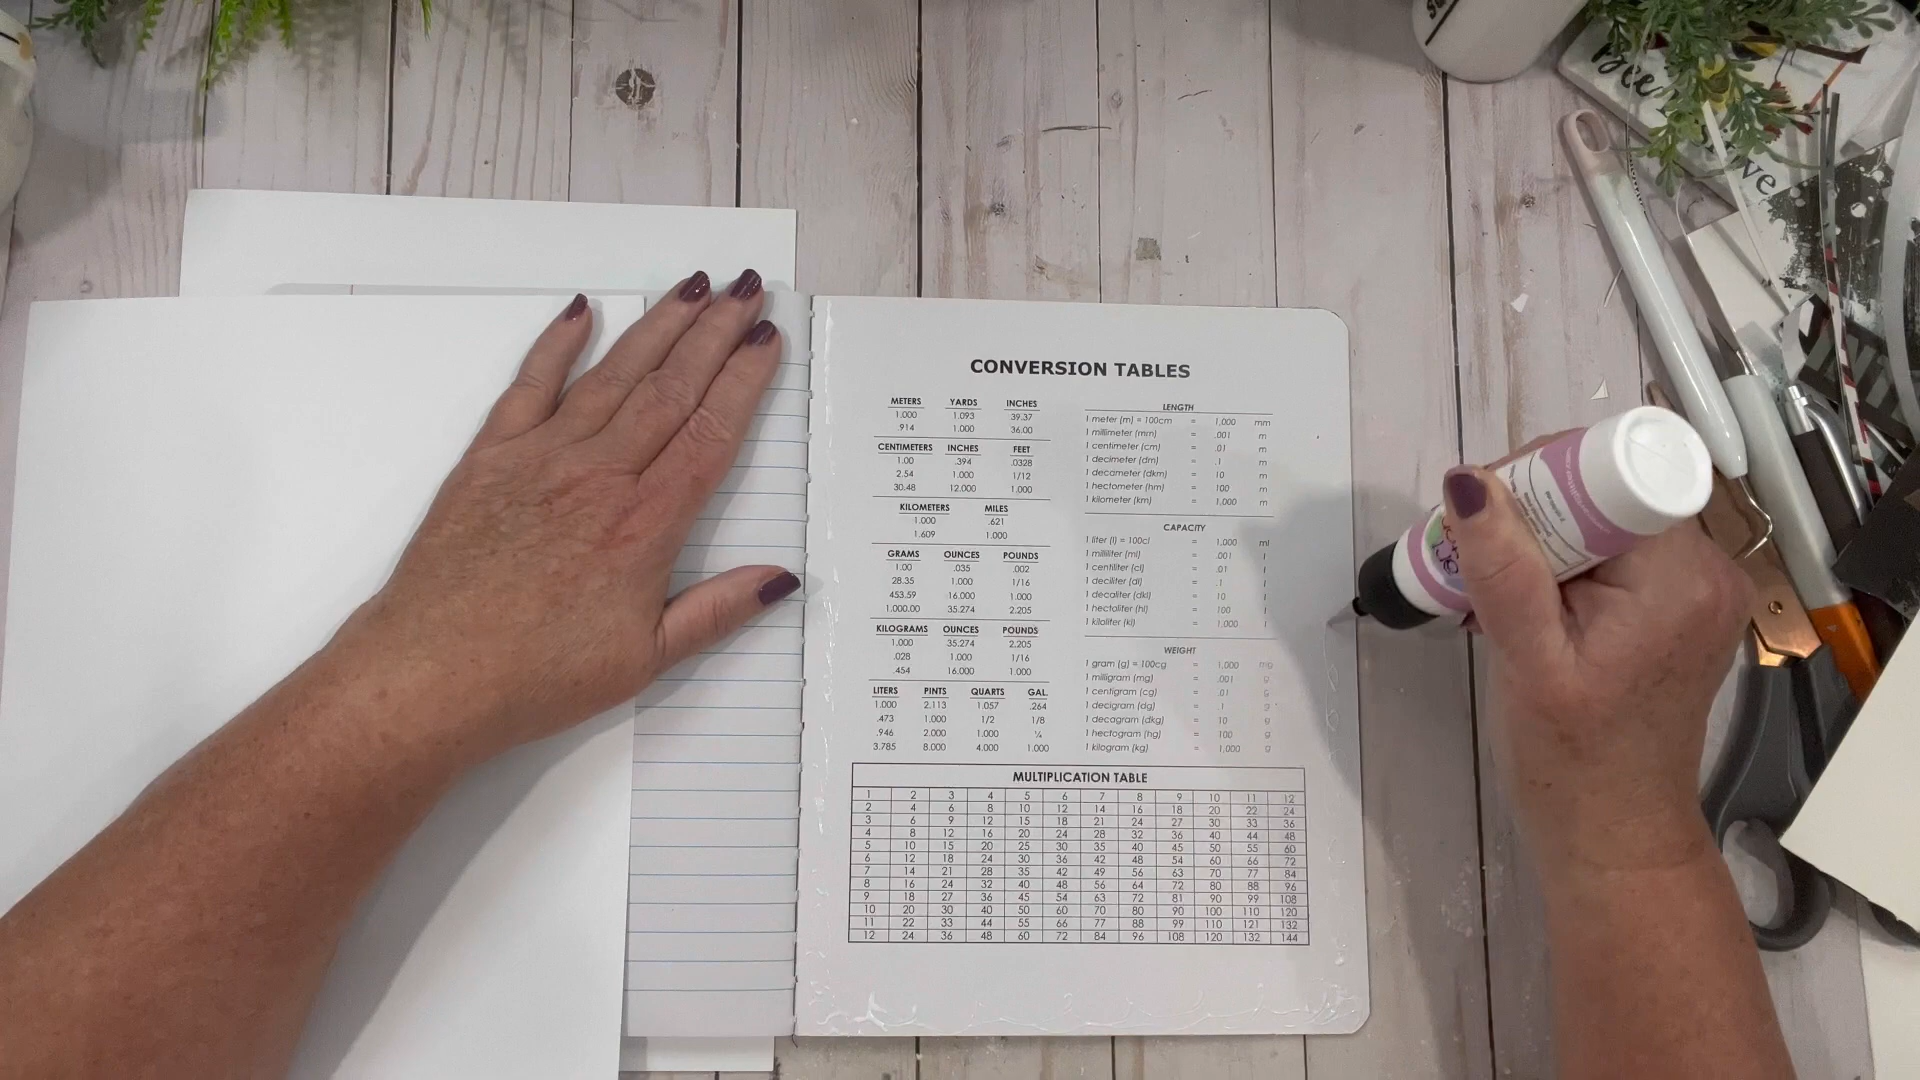 Bee
ve
CONVERSION TABLES
METERS YARDS INCHES
1.000 1.093 39.37
.914 1.000 36.00
CENTIMETERS INCHES FEET
1.00 .394 .0328
2.54 1.000 1/12
30.48 12.000 1.000
KILOMETERS MILES
1.000 .621
1.609 1.000
GRAMS OUNCES POUNDS
1.00 .035 .002
28.35 1.000 1/16
453.59 16.000 1.000
1,000.00 35.274 2.205
KILOGRAMS OUNCES POUNDS
1.000 35.274 2.205
.028 1.000 1/16
.454 16.000 1.000
LITERS PINTS QUARTS GAL.
1.000 2.113 1.057 .264
.473 1.000 1/2 1/8
.946 2.000 1.000 ¼
3.785 8.000 4.000 1.000
LENGTH
1 meter (m) = 100cm = 1,000 mm
1 millimeter (mm) = .001 m
1 centimeter (cm) = .01 m
1 decimeter (dm) = .1 m
1 decameter (dkm) = 10 m
1 hectometer (hm) = 100 m
1 kilometer (km) = 1,000 m
CAPACITY
1 liter (l) = 100cl = 1,000 ml
1 milliliter (ml) = .001 l
1 centiliter (cl) = .01 l
1 deciliter (dl) = .1 l
1 decaliter (dkl) = 10 l
1 hectoliter (hl) = 100 l
1 kiloliter (kl) = 1,000 l
WEIGHT
1 gram (g) = 100cg = 1,000 mg
1 milligram (mg) = .001 g
1 centigram (cg) = .01 g
1 decigram (dg) = .1 g
1 decagram (dkg) = 10 g
1 hectogram (hg) = 100 g
1 kilogram (kg) = 1,000 g
MULTIPLICATION TABLE
1 2 3 4 5 6 7 8 9 10 11 12
2 4 6 8 10 12 14 16 18 20 22 24
3 6 9 12 15 18 21 24 27 30 33 36
4 8 12 16 20 24 28 32 36 40 44 48
5 10 15 20 25 30 35 40 45 50 55 60
6 12 18 24 30 36 42 48 54 60 66 72
7 14 21 28 35 42 49 56 63 70 77 84
8 16 24 32 40 48 56 64 72 80 88 96
9 18 27 36 45 54 63 72 81 90 99 108
10 20 30 40 50 60 70 80 90 100 110 120
11 22 33 44 55 66 77 88 99 110 121 132
12 24 36 48 60 72 84 96 108 120 132 144